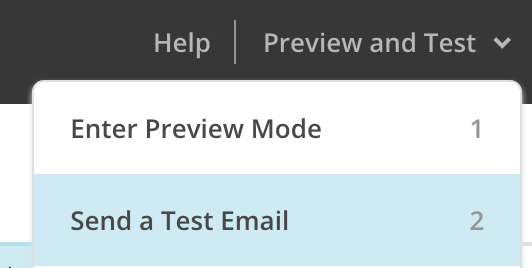 Help Preview and Test
Enter Preview Mode 1
Send a Test Email 2